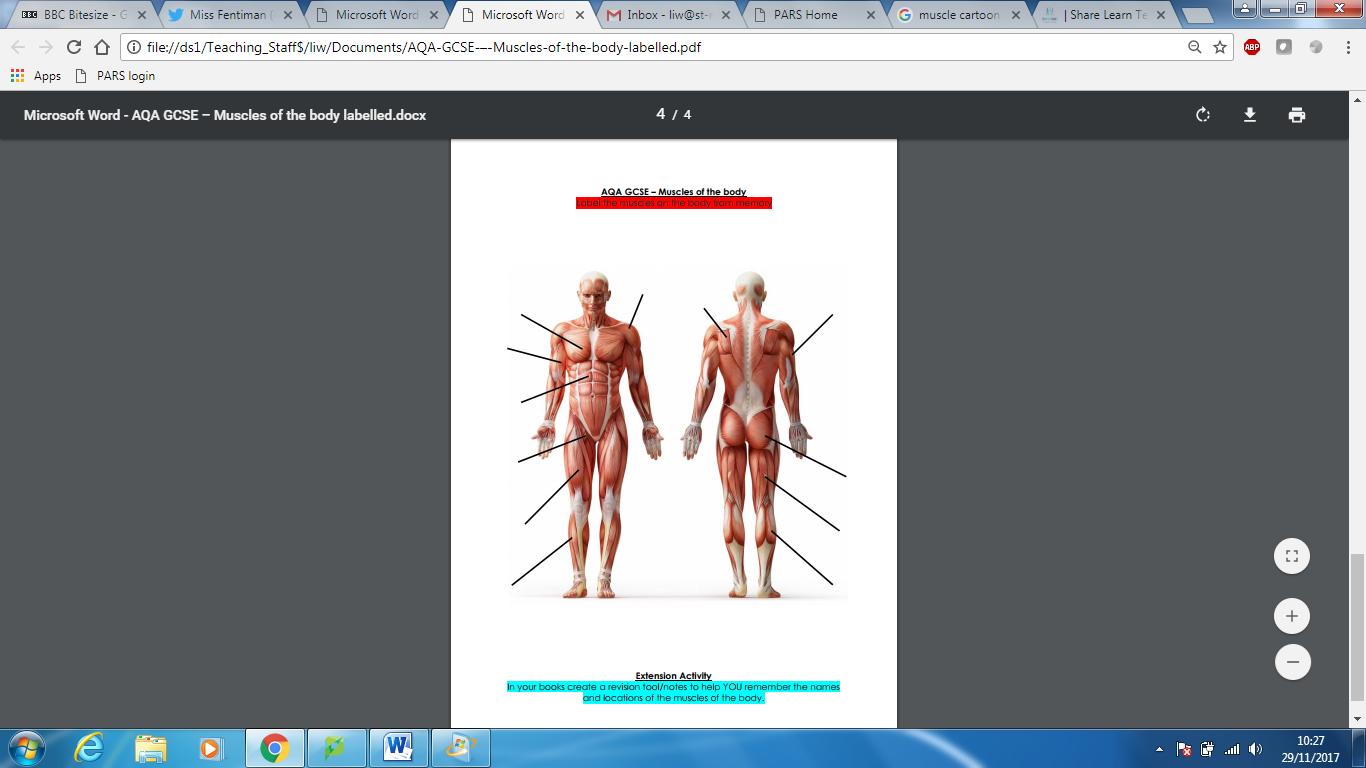 BBC Bitesize - G
Miss Fentiman (
Microsoft Word
Microsoft Word
Inbox - liw@st-
PARS Home
muscle cartoon
| Share Learn Te
file://ds1/Teaching_Staff$/liw/Documents/AQA-GCSE-–-Muscles-of-the-body-labelled.pdf
ABP
Apps
PARS login
Microsoft Word - AQA GCSE – Muscles of the body labelled.docx
4 / 4
AQA GCSE – Muscles of the body
Label the muscles on the body from memory
Extension Activity
In your books create a revision tool/notes to help YOU remember the names
and locations of the muscles of the body.
10:27
29/11/2017